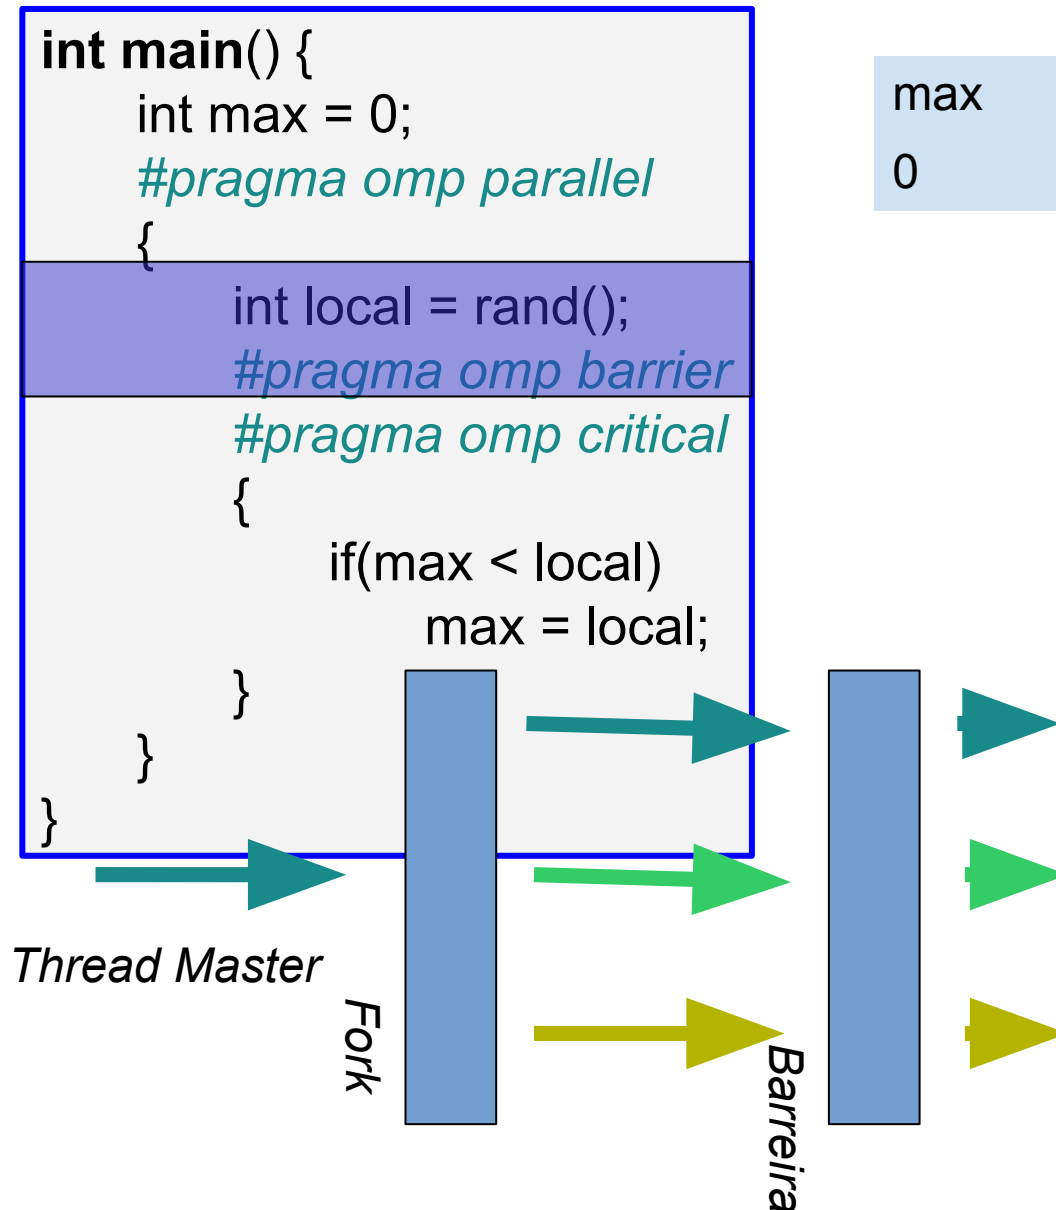 int main() {
int max = 0;
#pragma omp parallel
{
int local = rand();
#pragma omp barrier
#pragma omp critical
{
if(max < local)
max = local;
}
}
}
max
0
Thread Master
Fork
Barreira